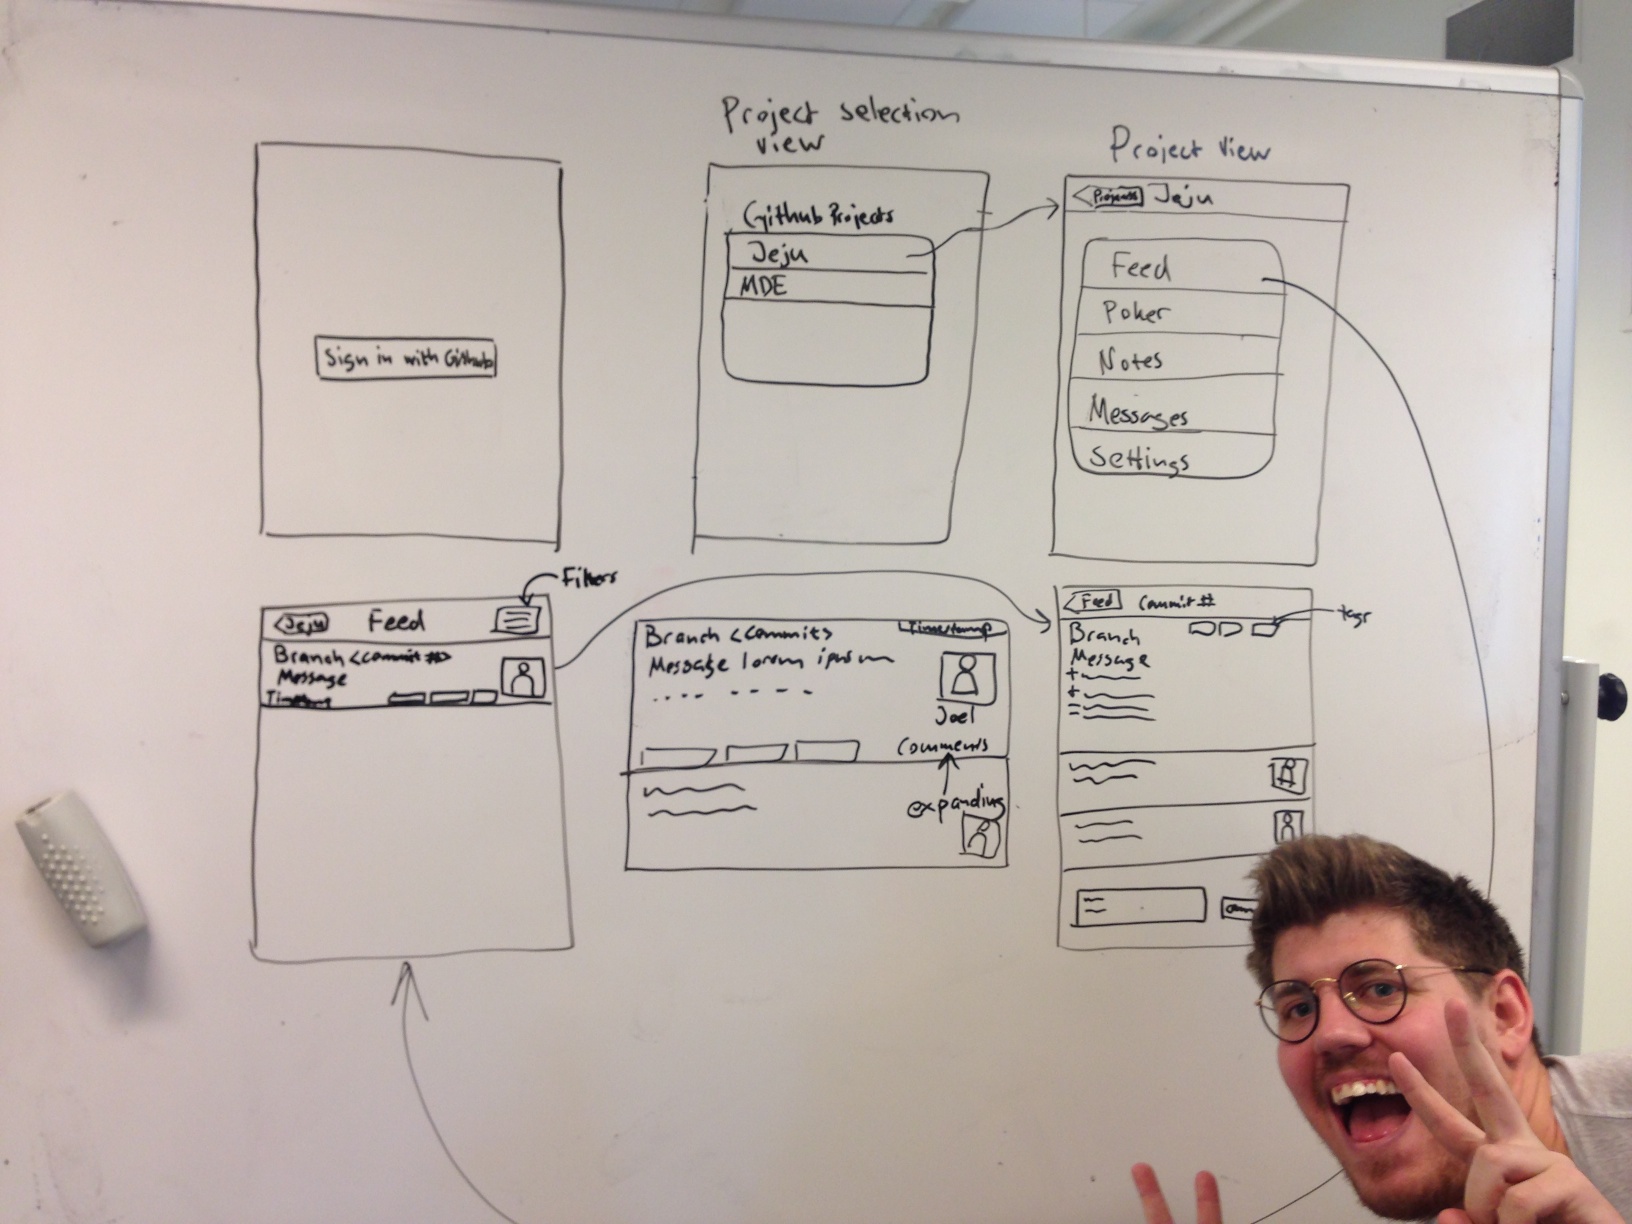 Project selection
view
Project view
Sign in with Github
Github Projects
Jeju
MDE
Projects
Jeju
Feed
Poker
Notes
Messages
Settings
Filters
Jeju
Feed
Branch <commit #>
Message
Timestamp
Branch <Commit>
Timestamp
Message lorem ipsum
Joel
Comments
expanding
Feed
Commit #
tags
Branch
Message